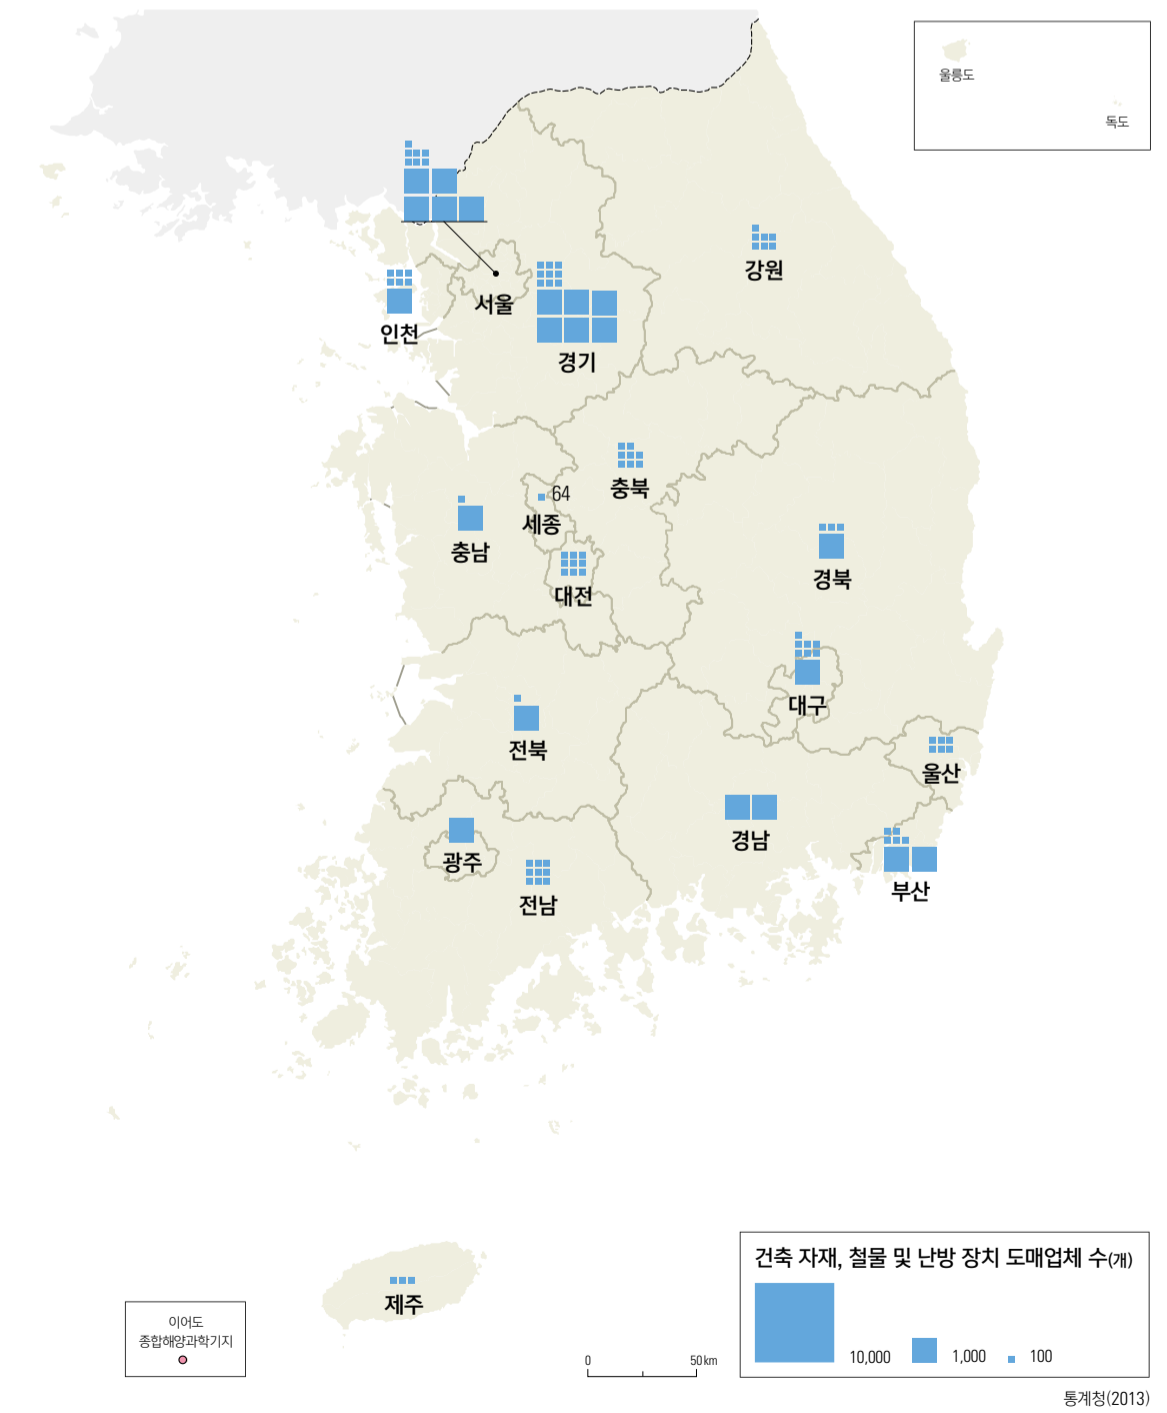 울릉도
독도
강원
서울
인천
경기
충북
64
세종
충남
대전
경북
대구
전북
울산
경남
광주
부산
전남
제주
이어도
종합해양과학기지
0 50 km
건축 자재, 철물 및 난방 장치 도매업체 수(개)
10,000 1,000 100
통계청(2013)